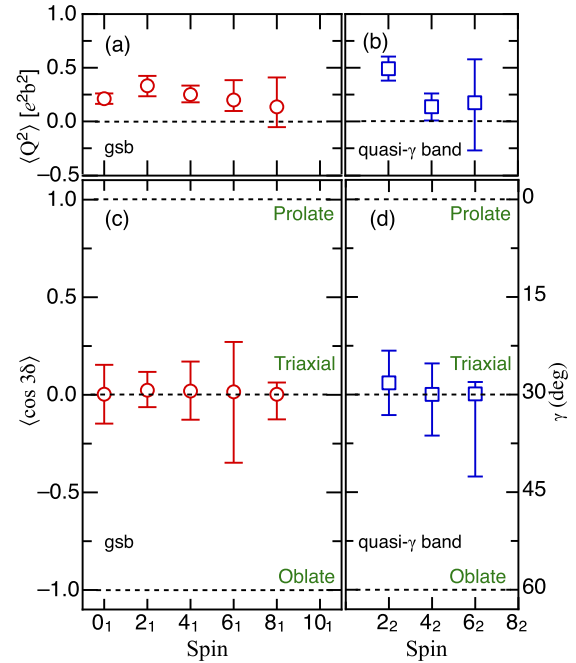 ⟨Q²⟩ [e²b²]
1.0
0.5
0.0
−0.5
(a)
gsb
(b)
quasi-γ band
⟨cos 3δ⟩
1.0
0.5
0.0
−0.5
−1.0
(c)
Prolate
Triaxial
gsb
Oblate
(d)
Prolate
Triaxial
quasi-γ band
Oblate
0
15
30
45
60
γ (deg)
0₁ 2₁ 4₁ 6₁ 8₁ 10₁
Spin
2₂ 4₂ 6₂ 8₂
Spin